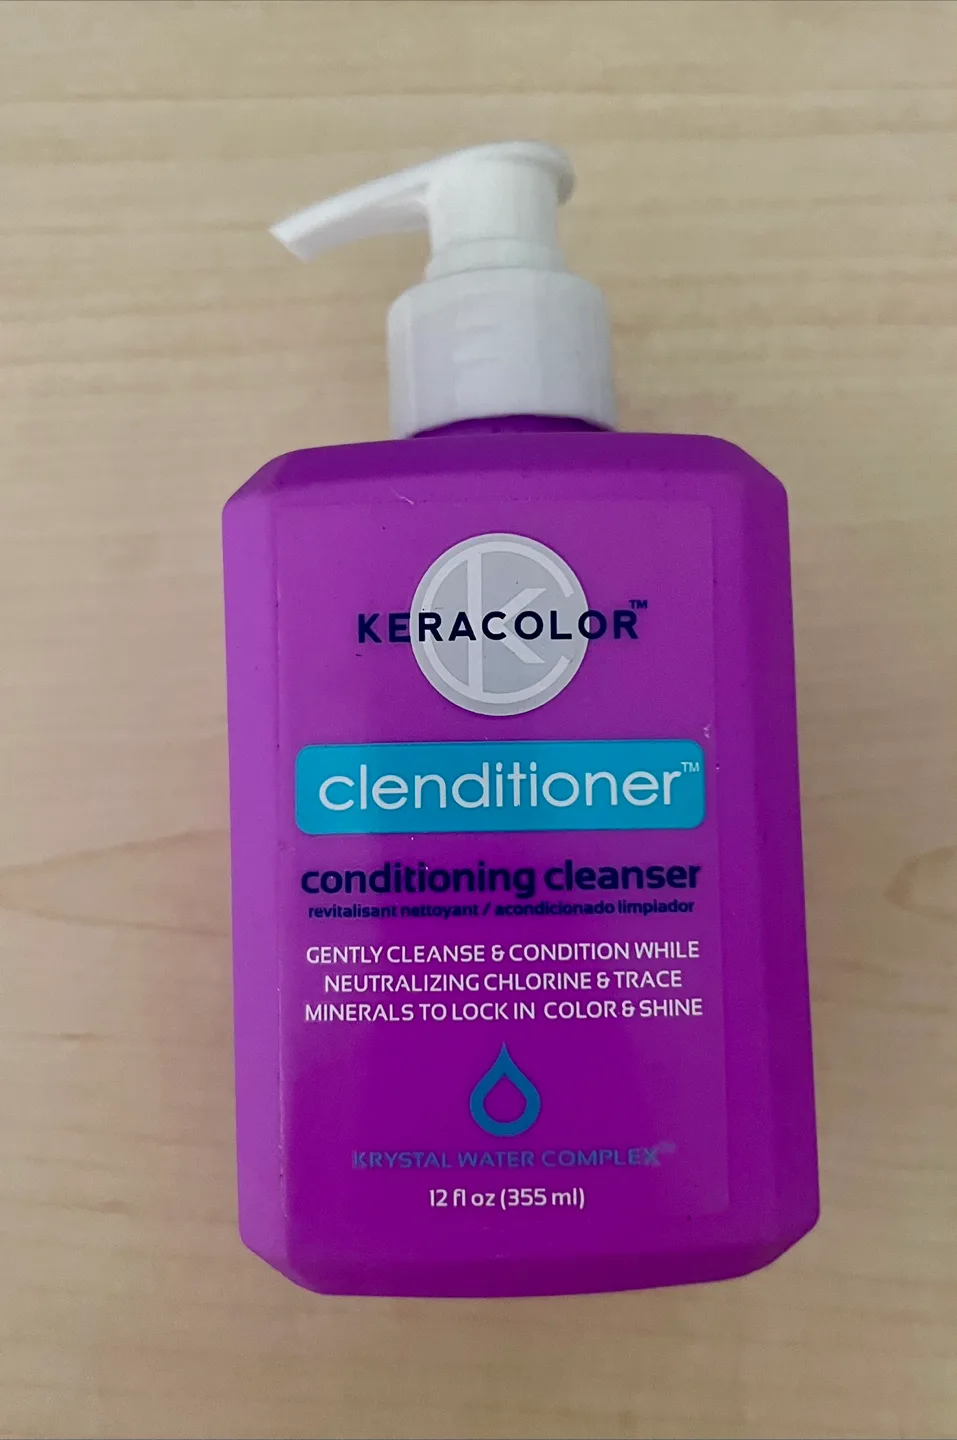 KERACOLOR™
clenditioner™
conditioning cleanser
revitalisant nettoyant / acondicionado limpiador
GENTLY CLEANSE & CONDITION WHILE
NEUTRALIZING CHLORINE & TRACE
MINERALS TO LOCK IN COLOR & SHINE
KRYSTAL WATER COMPLEX™
12 fl oz (355 ml)